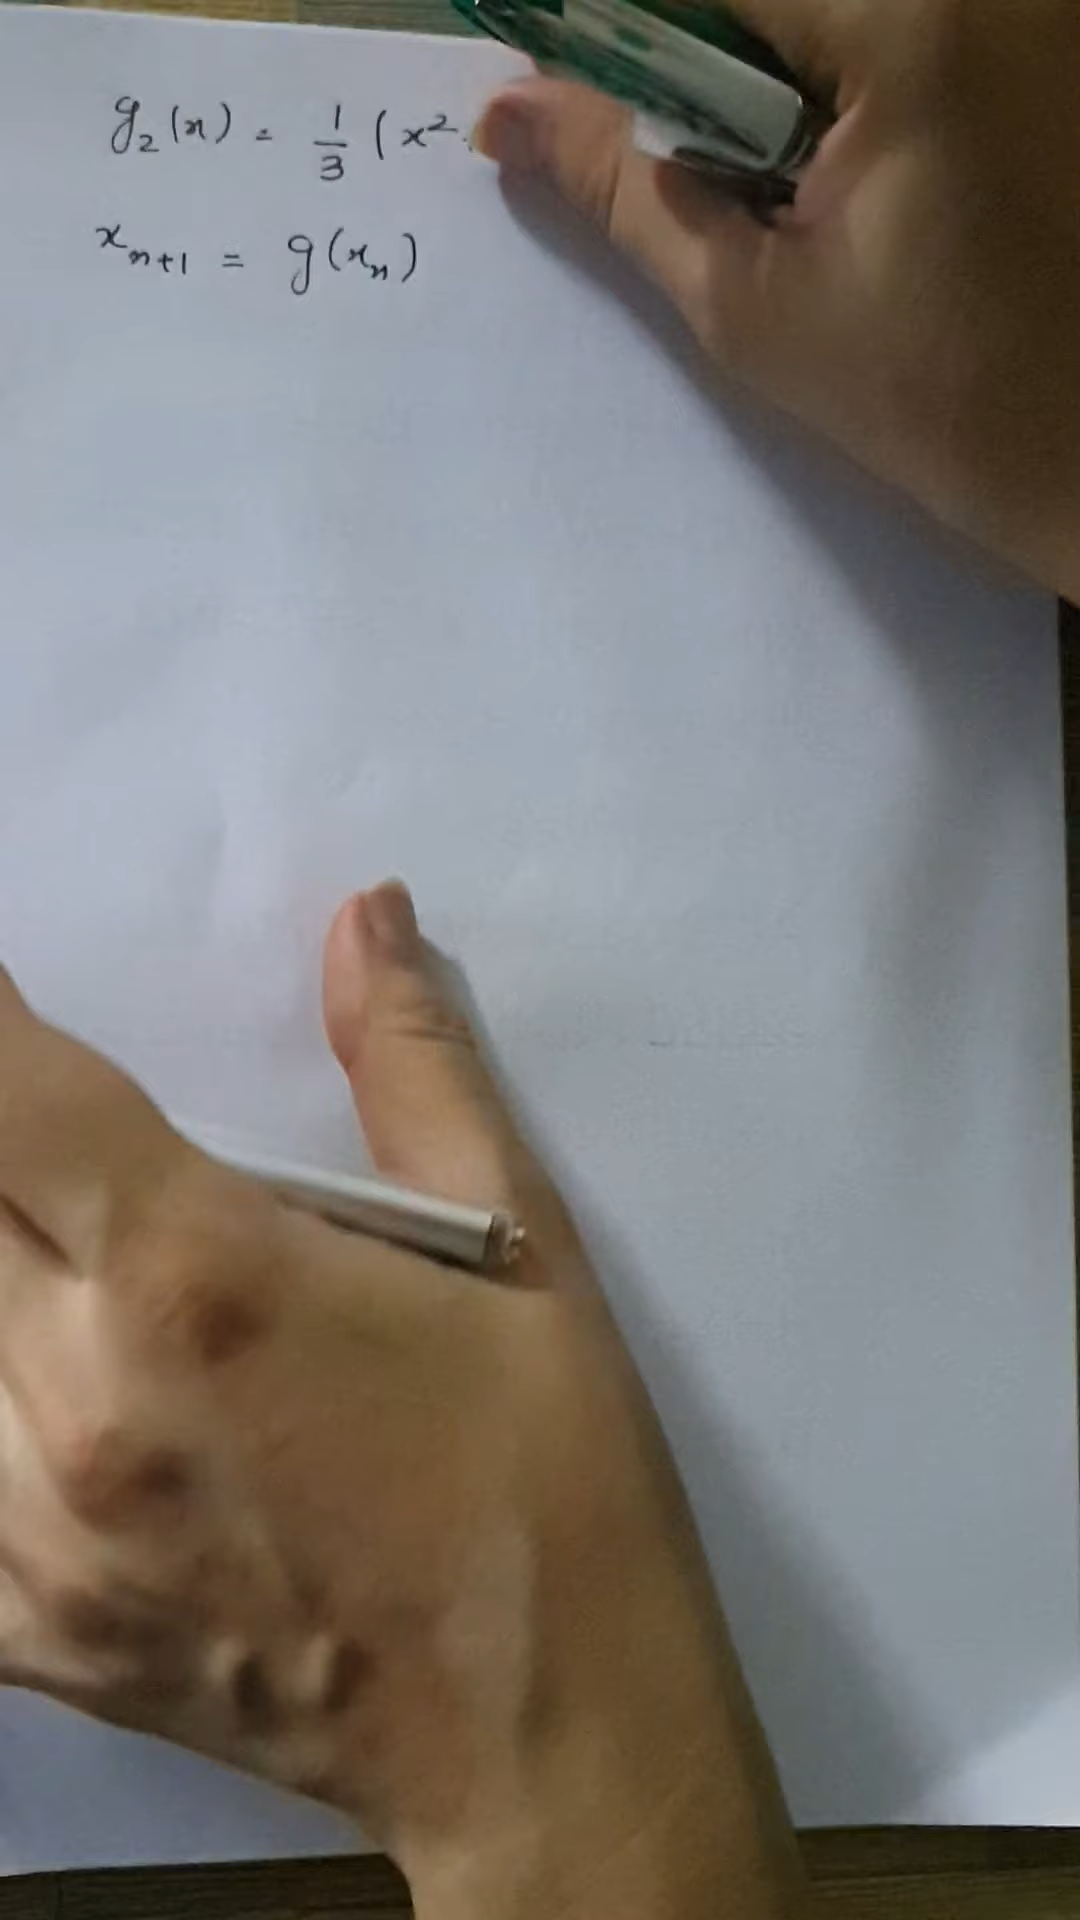 g₂(x) = 1/3 (x²
xₙ₊₁ = g(xₙ)